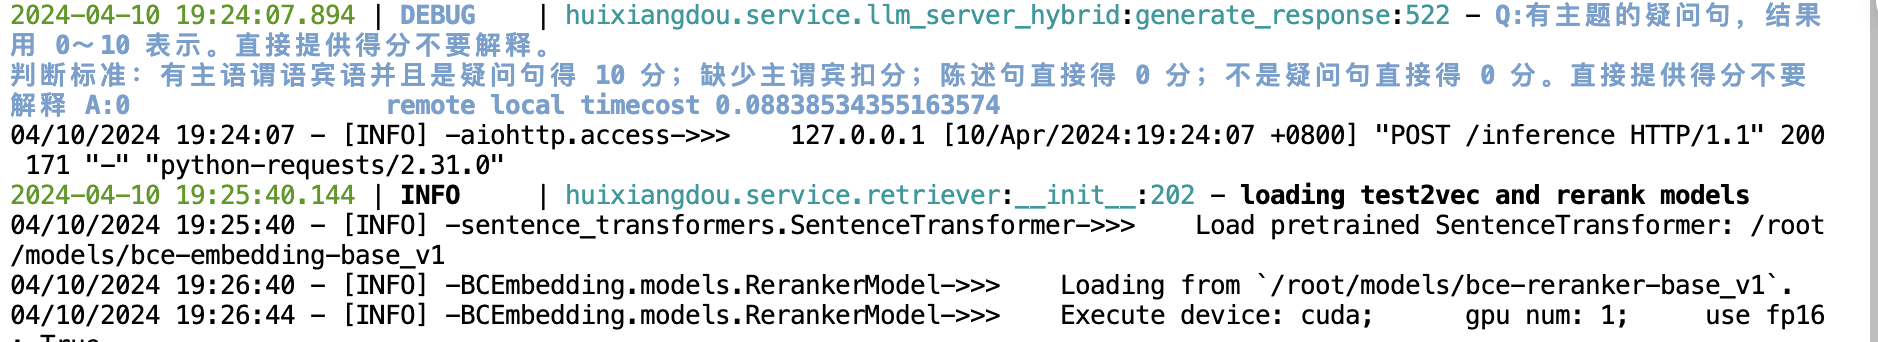 2024-04-10 19:24:07.894 | DEBUG    | huixiangdou.service.llm_server_hybrid:generate_response:522 - Q:有主题的疑问句，结果
用 0～10 表示。直接提供得分不要解释。
判断标准：有主语谓语宾语并且是疑问句得 10 分；缺少主谓宾扣分；陈述句直接得 0 分；不是疑问句直接得 0 分。直接提供得分不要
解释 A:0                 remote local timecost 0.08838534355163574
04/10/2024 19:24:07 - [INFO] -aiohttp.access->>>    127.0.0.1 [10/Apr/2024:19:24:07 +0800] "POST /inference HTTP/1.1" 200
 171 "-" "python-requests/2.31.0"
2024-04-10 19:25:40.144 | INFO     | huixiangdou.service.retriever:__init__:202 - loading test2vec and rerank models
04/10/2024 19:25:40 - [INFO] -sentence_transformers.SentenceTransformer->>>    Load pretrained SentenceTransformer: /root
/models/bce-embedding-base_v1
04/10/2024 19:26:40 - [INFO] -BCEmbedding.models.RerankerModel->>>    Loading from `/root/models/bce-reranker-base_v1`.
04/10/2024 19:26:44 - [INFO] -BCEmbedding.models.RerankerModel->>>    Execute device: cuda;      gpu num: 1;     use fp16
: True